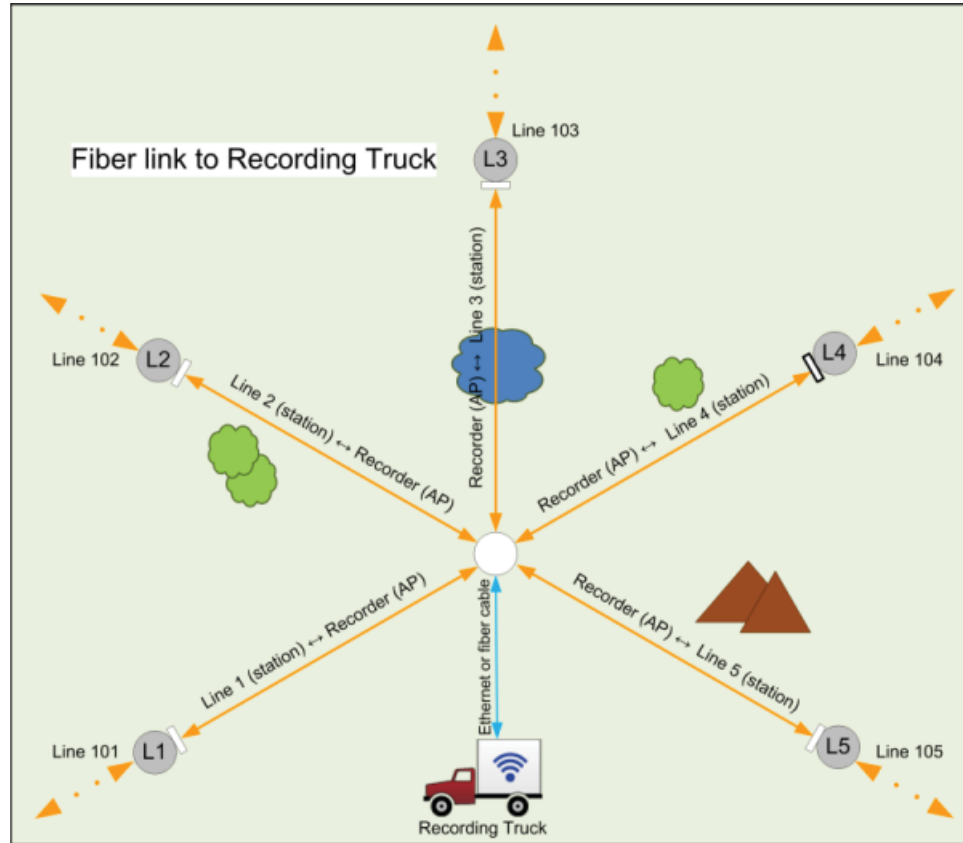 Line 103
L3
Fiber link to Recording Truck
Recorder (AP) ↔ Line 3 (station)
Line 102
L2
Line 2 (station) ↔ Recorder (AP)
L4
Line 104
Recorder (AP) ↔ Line 4 (station)
Line 1 (station) ↔ Recorder (AP)
Recorder (AP) ↔ Line 5 (station)
Ethernet or fiber cable
Line 101
L1
L5
Line 105
Recording Truck